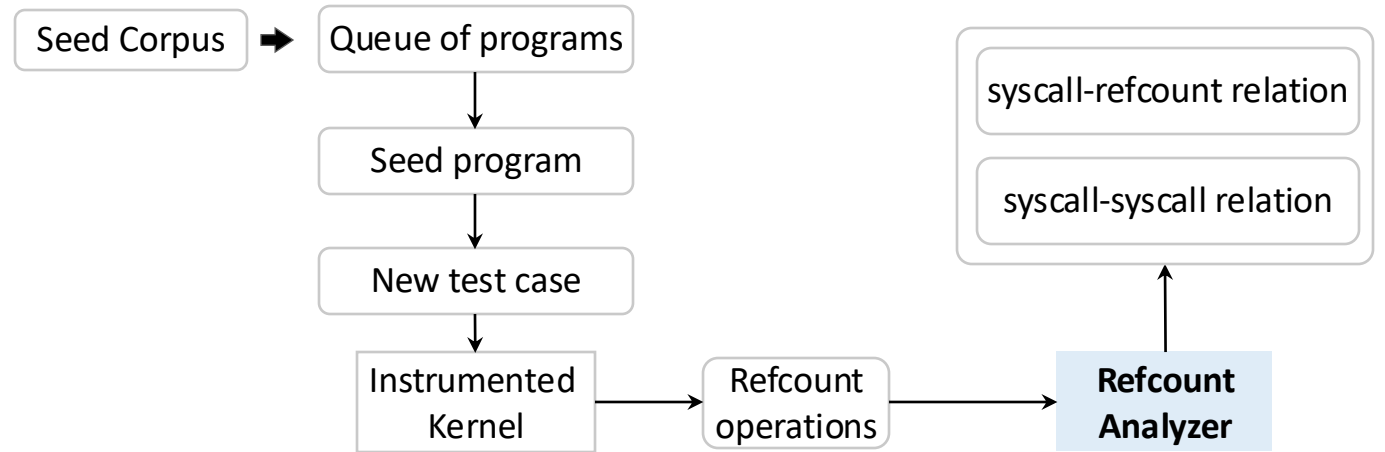 Seed Corpus
Queue of programs
Seed program
New test case
Instrumented
Kernel
Refcount
operations
Refcount
Analyzer
syscall-refcount relation
syscall-syscall relation